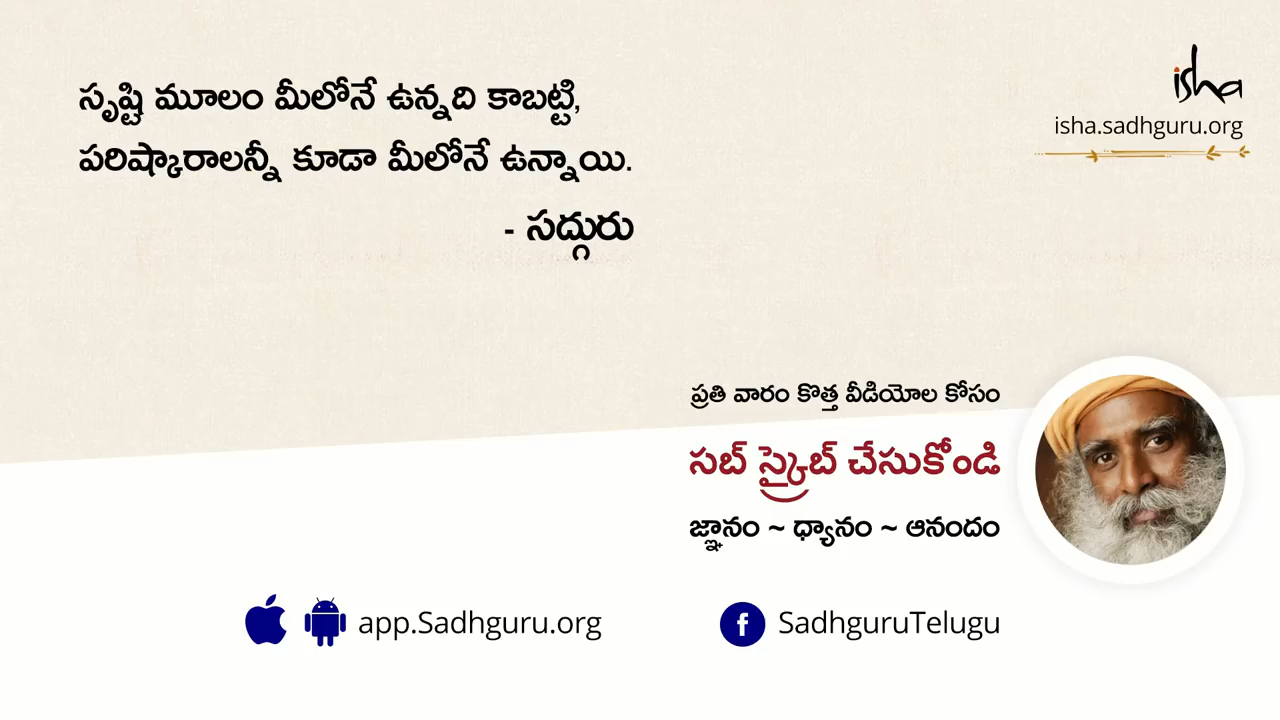 సృష్టి మూలం మీలోనే ఉన్నది కాబట్టి,
పరిష్కారాలన్నీ కూడా మీలోనే ఉన్నాయి.
- సద్గురు
isha
isha.sadhguru.org
ప్రతి వారం కొత్త వీడియోల కోసం
సబ్ స్క్రైబ్ చేసుకోండి
జ్ఞానం ~ ధ్యానం ~ ఆనందం
app.Sadhguru.org
f SadhguruTelugu